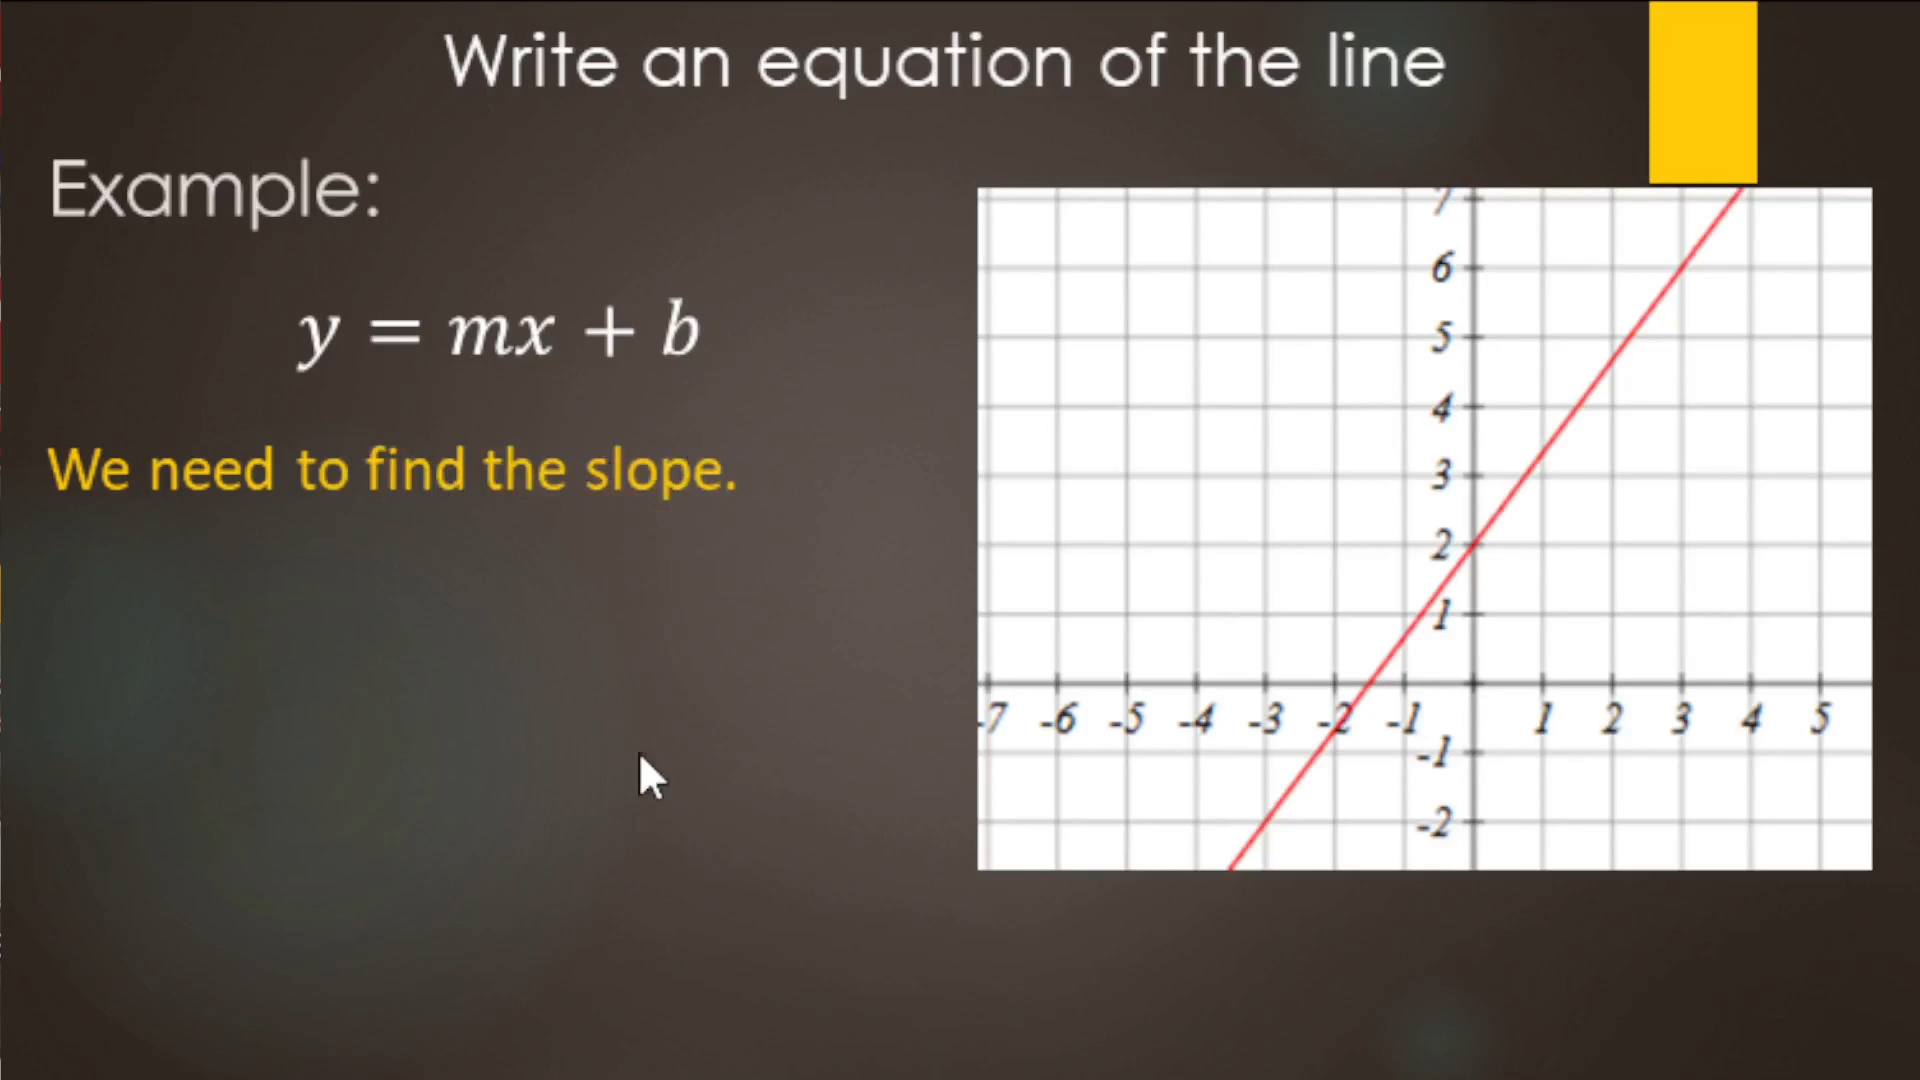 Write an equation of the line
Example:
y = mx + b
We need to find the slope.
7
6
5
4
3
2
1
-7 -6 -5 -4 -3 -2 -1 1 2 3 4 5
-1
-2